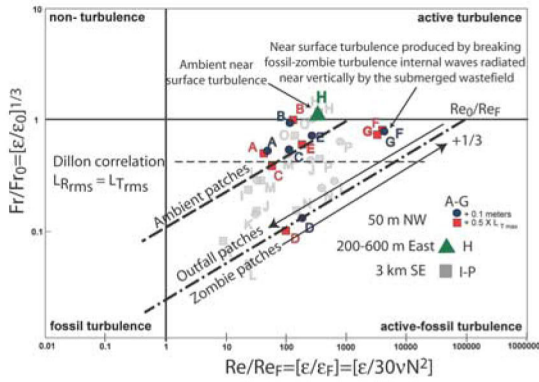 non- turbulence
active turbulence
Near surface turbulence produced by breaking
fossil-zombie turbulence internal waves radiated
near vertically by the submerged wastefield
Ambient near
surface turbulence
Fr/Fr₀=[ε/ε₀]1/3
Re₀/ReF
+1/3
Dillon correlation
LRrms = LTrms
Ambient patches
Outfall patches
Zombie patches
A-G
+ 0.1 meters
+ 0.5 X L T max
50 m NW
200-600 m East
H
3 km SE
I-P
B
B
H
H
G
F
F
G
A
A
E
E
C
C
D
D
O
P
M
J
I
K
L
fossil turbulence
active-fossil turbulence
1
1
0.1
0.01
0.1
1
10
100
1000
10000
100000
1000000
Re/ReF=[ε/εF]=[ε/30νN²]